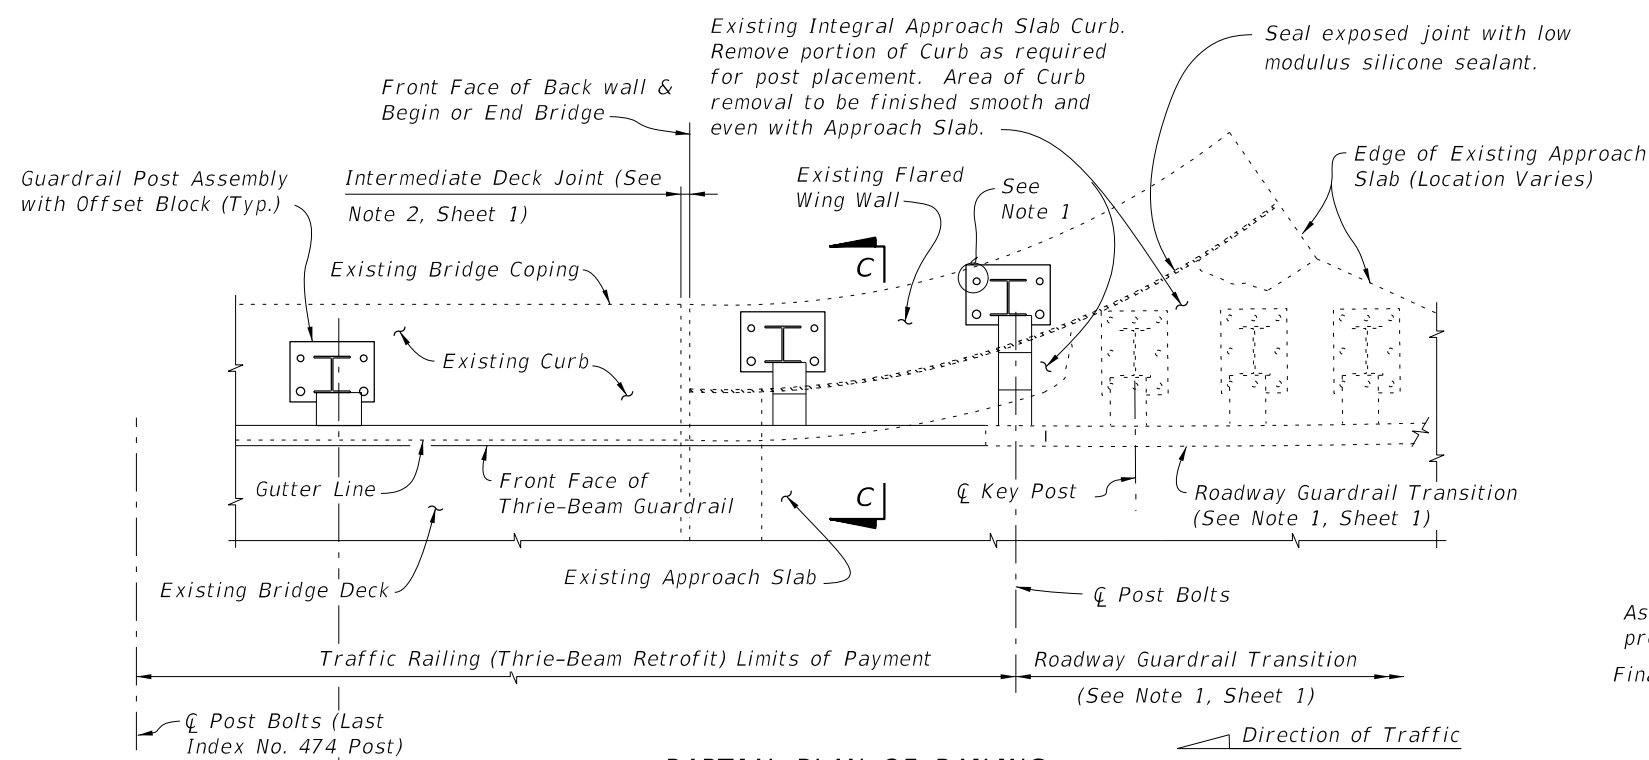 Existing Integral Approach Slab Curb.
Remove portion of Curb as required
for post placement. Area of Curb
removal to be finished smooth and
even with Approach Slab.
Seal exposed joint with low
modulus silicone sealant.
Front Face of Back wall &
Begin or End Bridge
Edge of Existing Approach
Slab (Location Varies)
Guardrail Post Assembly
with Offset Block (Typ.)
Intermediate Deck Joint (See
Note 2, Sheet 1)
Existing Flared
Wing Wall
See
Note 1
C
Existing Bridge Coping
Existing Curb
Gutter Line
Front Face of
Thrie-Beam Guardrail
C
℄ Key Post
Roadway Guardrail Transition
(See Note 1, Sheet 1)
Existing Bridge Deck
Existing Approach Slab
℄ Post Bolts
Traffic Railing (Thrie-Beam Retrofit) Limits of Payment
Roadway Guardrail Transition
(See Note 1, Sheet 1)
℄ Post Bolts (Last
Index No. 474 Post)
Direction of Traffic